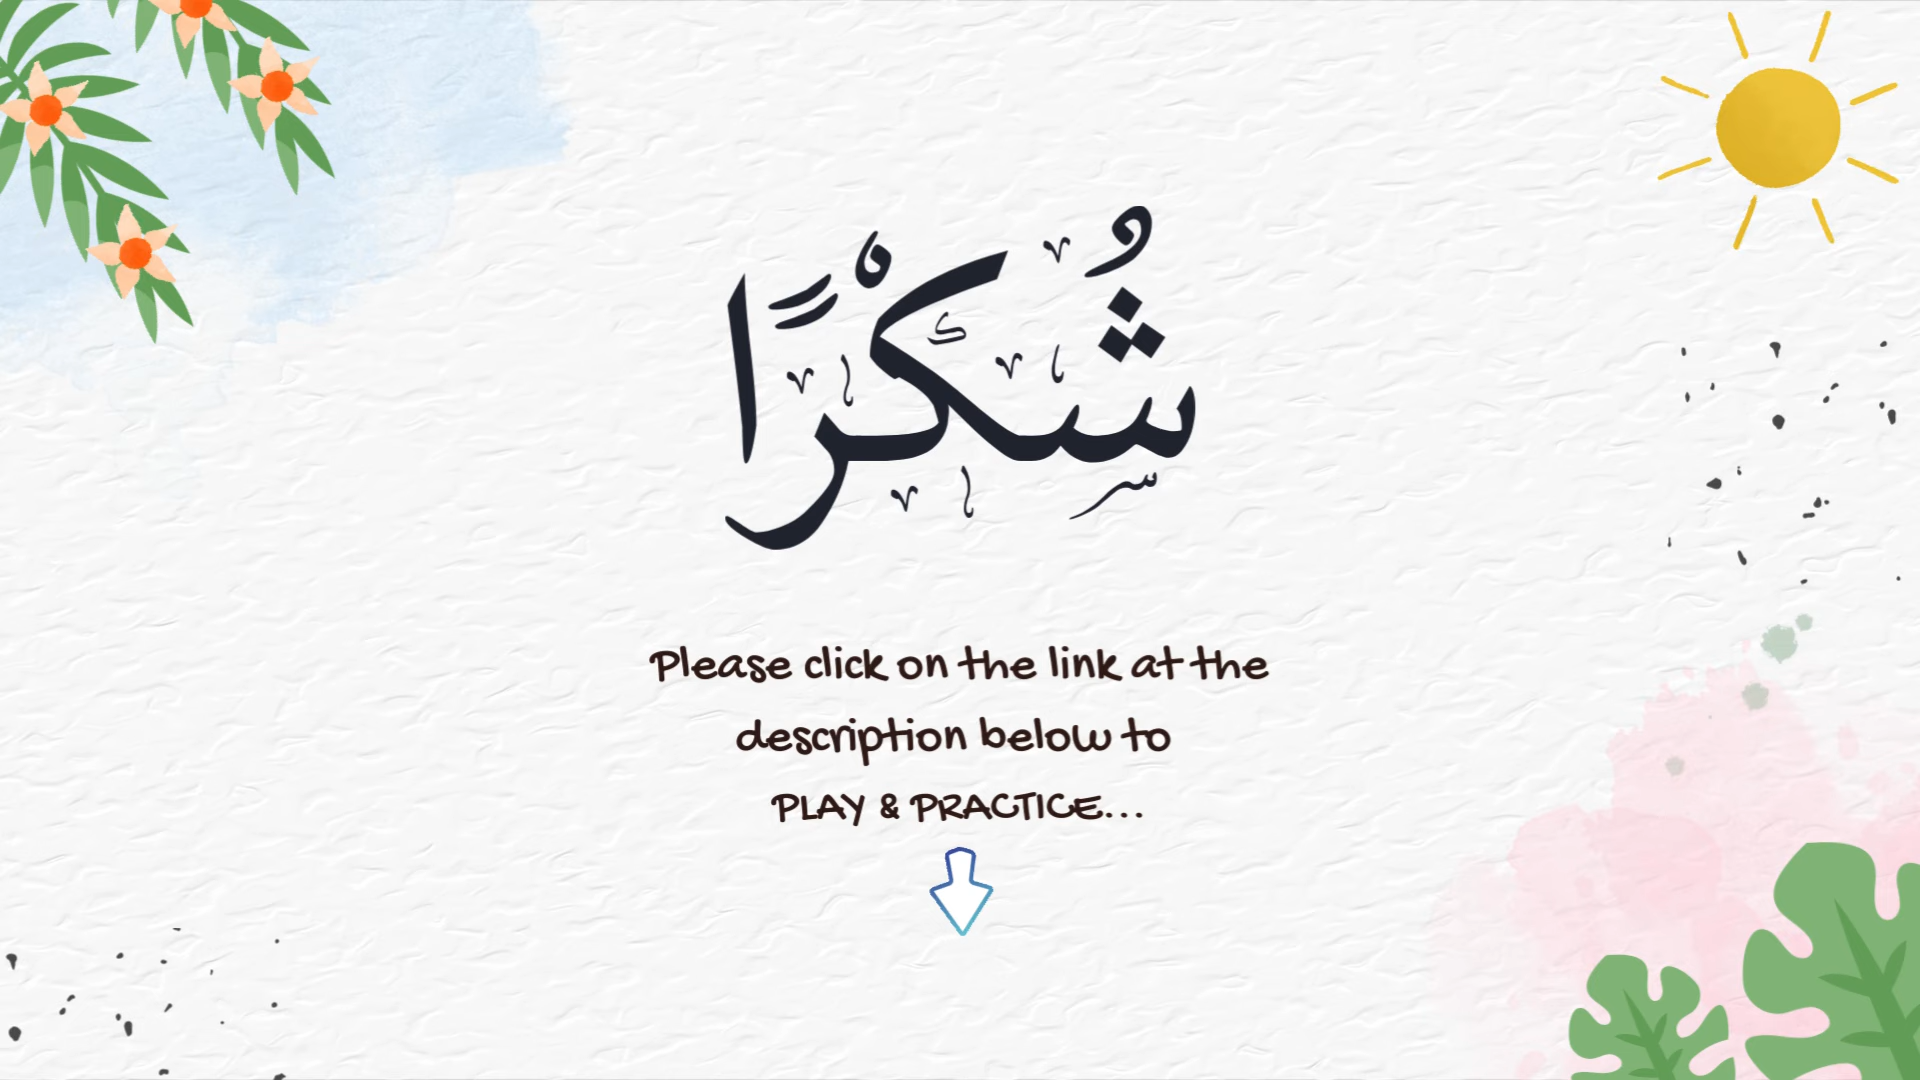 شُكْرًا
Please click on the link at the
description below to
PLAY & PRACTICE...